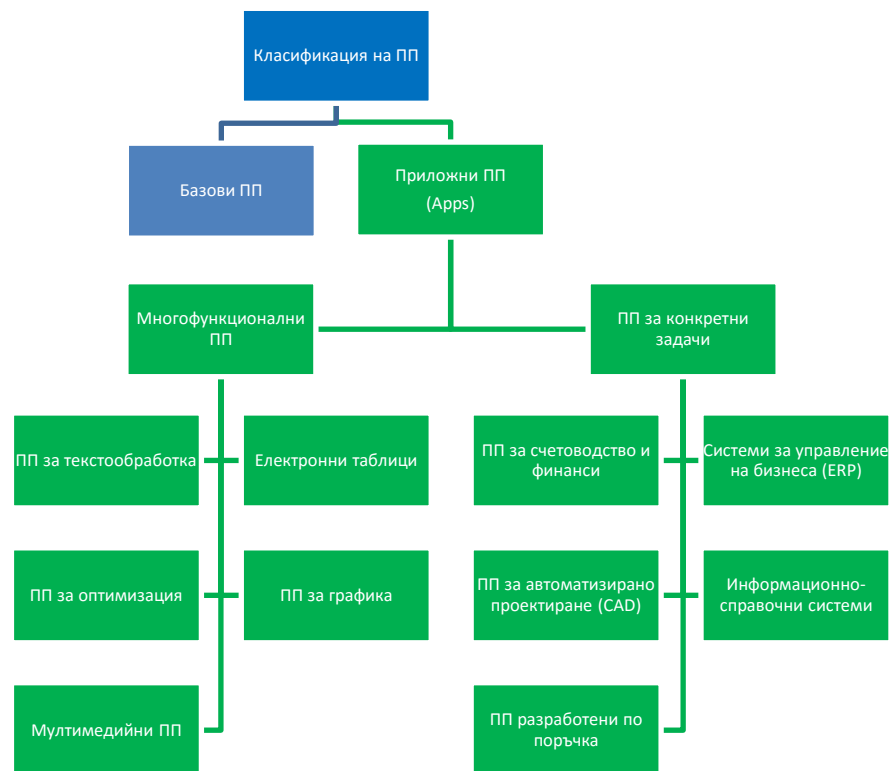 Класификация на ПП
Базови ПП
Приложни ПП
(Apps)
Многофункционални
ПП
ПП за конкретни
задачи
ПП за текстообработка
Електронни таблици
ПП за счетоводство и
финанси
Системи за управление
на бизнеса (ERP)
ПП за оптимизация
ПП за графика
ПП за автоматизирано
проектиране (CAD)
Информационно-
справочни системи
Мултимедийни ПП
ПП разработени по
поръчка